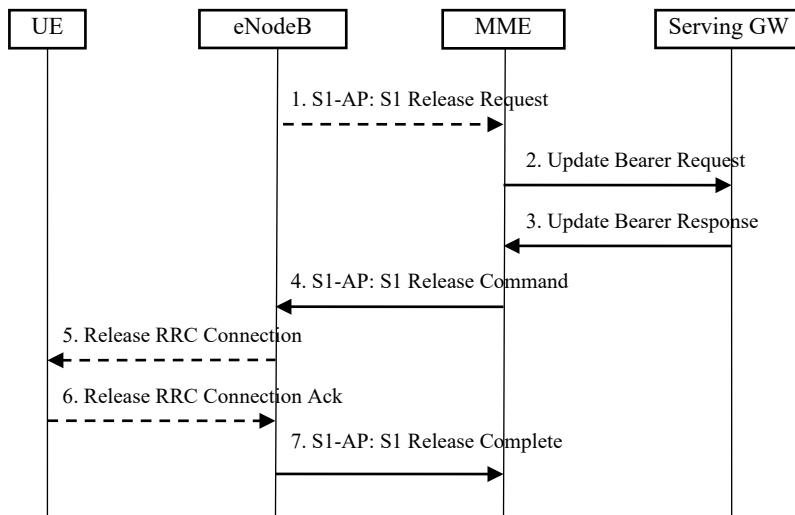 UE
eNodeB
MME
Serving GW
1. S1-AP: S1 Release Request
2. Update Bearer Request
3. Update Bearer Response
4. S1-AP: S1 Release Command
5. Release RRC Connection
6. Release RRC Connection Ack
7. S1-AP: S1 Release Complete